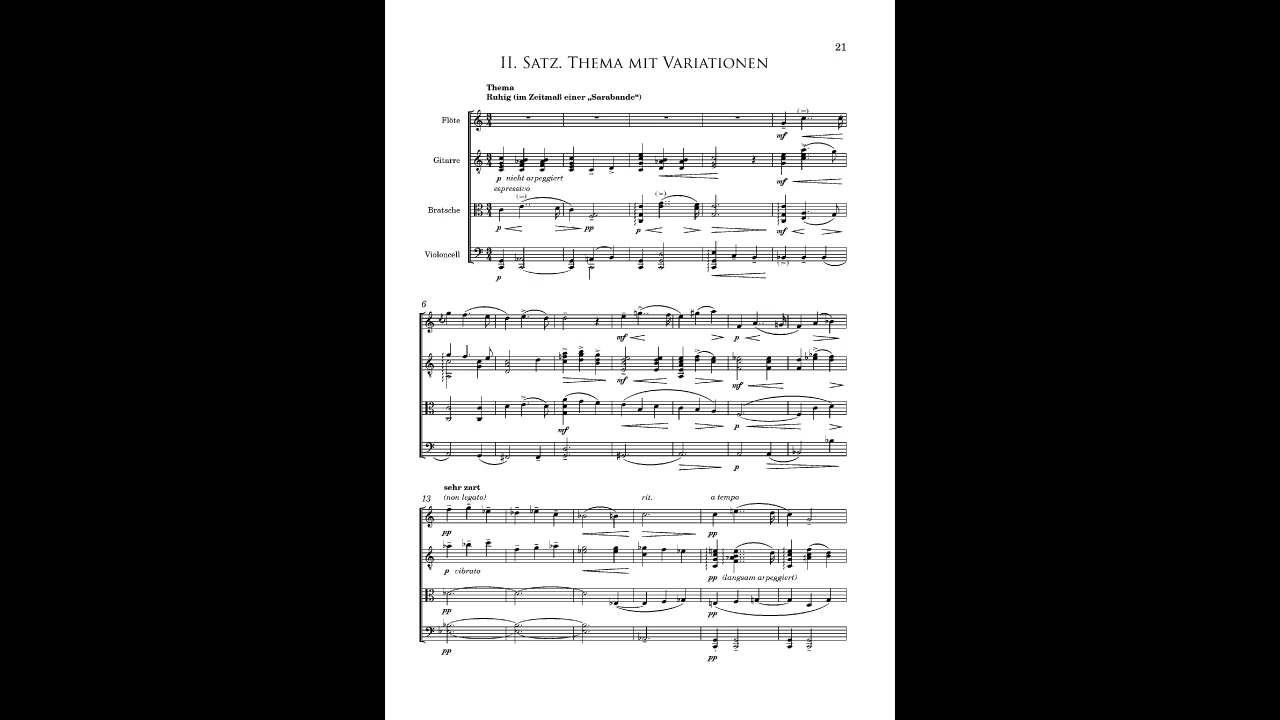 21
II. Satz. Thema mit Variationen
Thema
Ruhig (im Zeitmaß einer „Sarabande“)
Flöte
mf
Gitarre
p nicht arpeggiert
mf
espressivo
Bratsche
p pp p mf
Violoncell
p
6
mf p
mf mf
mf p
p
sehr zart
13 (non legato) rit. a tempo
pp pp
p vibrato pp (langsam arpeggiert)
pp pp
pp pp